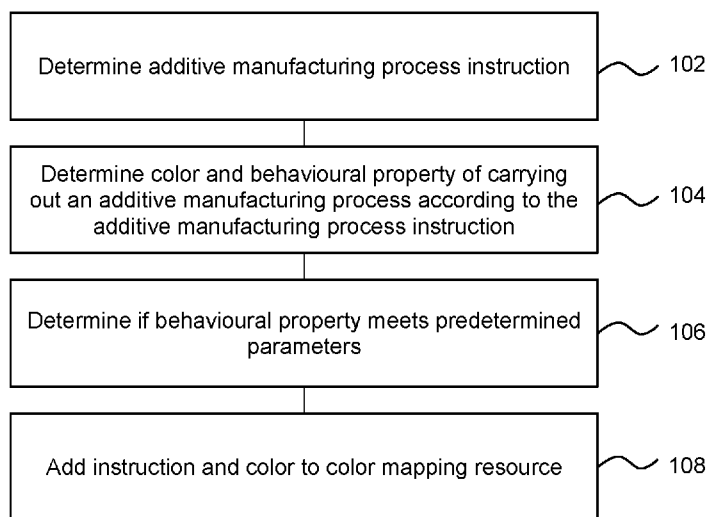 Determine additive manufacturing process instruction
102
Determine color and behavioural property of carrying
out an additive manufacturing process according to the
additive manufacturing process instruction
104
Determine if behavioural property meets predetermined
parameters
106
Add instruction and color to color mapping resource
108